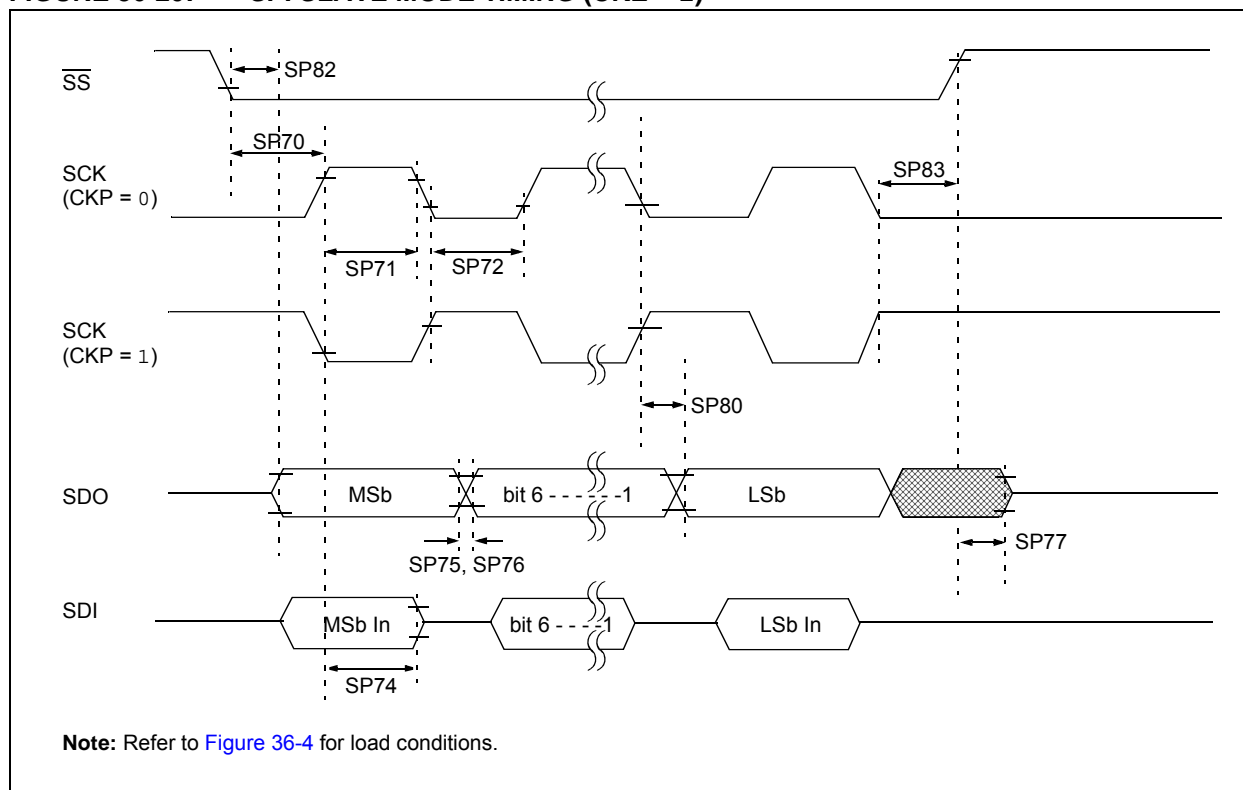 SS
SP82
SP70
SCK
(CKP = 0)
SP83
SP71
SP72
SCK
(CKP = 1)
SP80
SDO
MSb
bit 6 - - - - - -1
LSb
SP77
SP75, SP76
SDI
MSb In
bit 6 - - - -1
LSb In
SP74
Note: Refer to Figure 36-4 for load conditions.